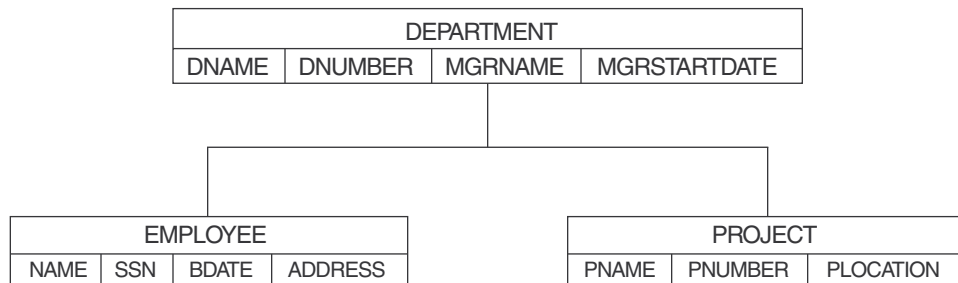 DEPARTMENT
DNAME DNUMBER MGRNAME MGRSTARTDATE
EMPLOYEE
NAME SSN BDATE ADDRESS
PROJECT
PNAME PNUMBER PLOCATION